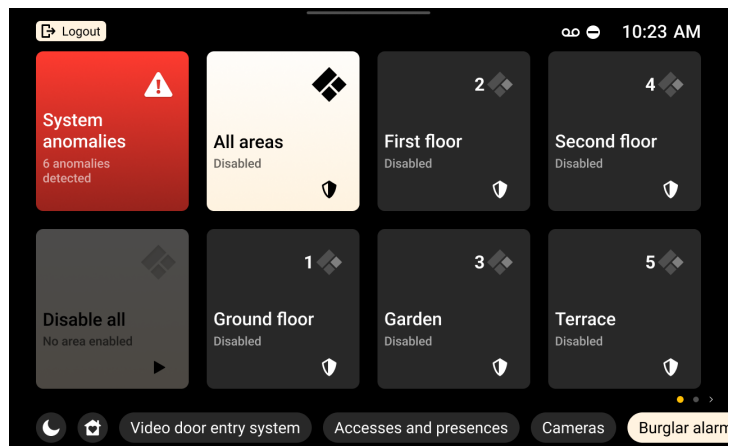 Logout
10:23 AM
System
anomalies
6 anomalies
detected
All areas
Disabled
2
First floor
Disabled
4
Second floor
Disabled
Disable all
No area enabled
1
Ground floor
Disabled
3
Garden
Disabled
5
Terrace
Disabled
Video door entry system
Accesses and presences
Cameras
Burglar alarm